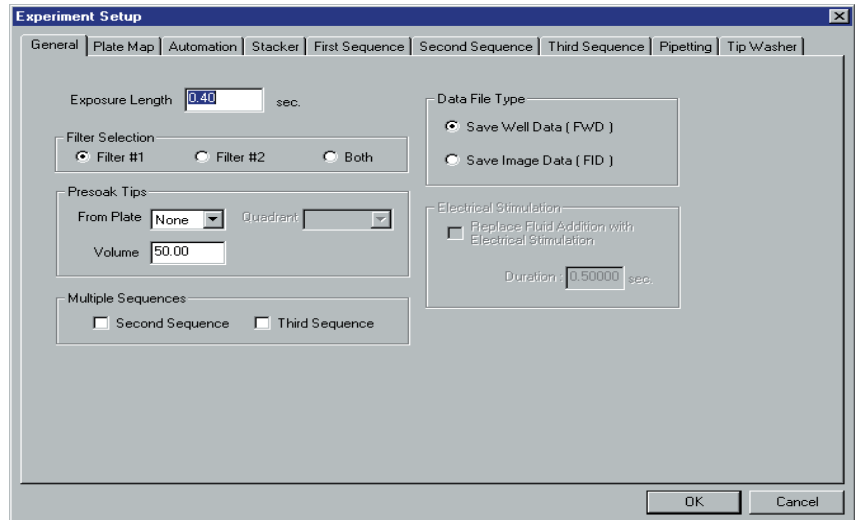 Experiment Setup
General Plate Map Automation Stacker First Sequence Second Sequence Third Sequence Pipetting Tip Washer
Exposure Length 0.40 sec.
Filter Selection
Filter #1 Filter #2 Both
Presoak Tips
From Plate None Quadrant
Volume 50.00
Multiple Sequences
Second Sequence Third Sequence
Data File Type
Save Well Data ( FWD )
Save Image Data ( FID )
Electrical Stimulation
Replace Fluid Addition with
Electrical Stimulation
Duration : 0.50000 sec.
OK Cancel